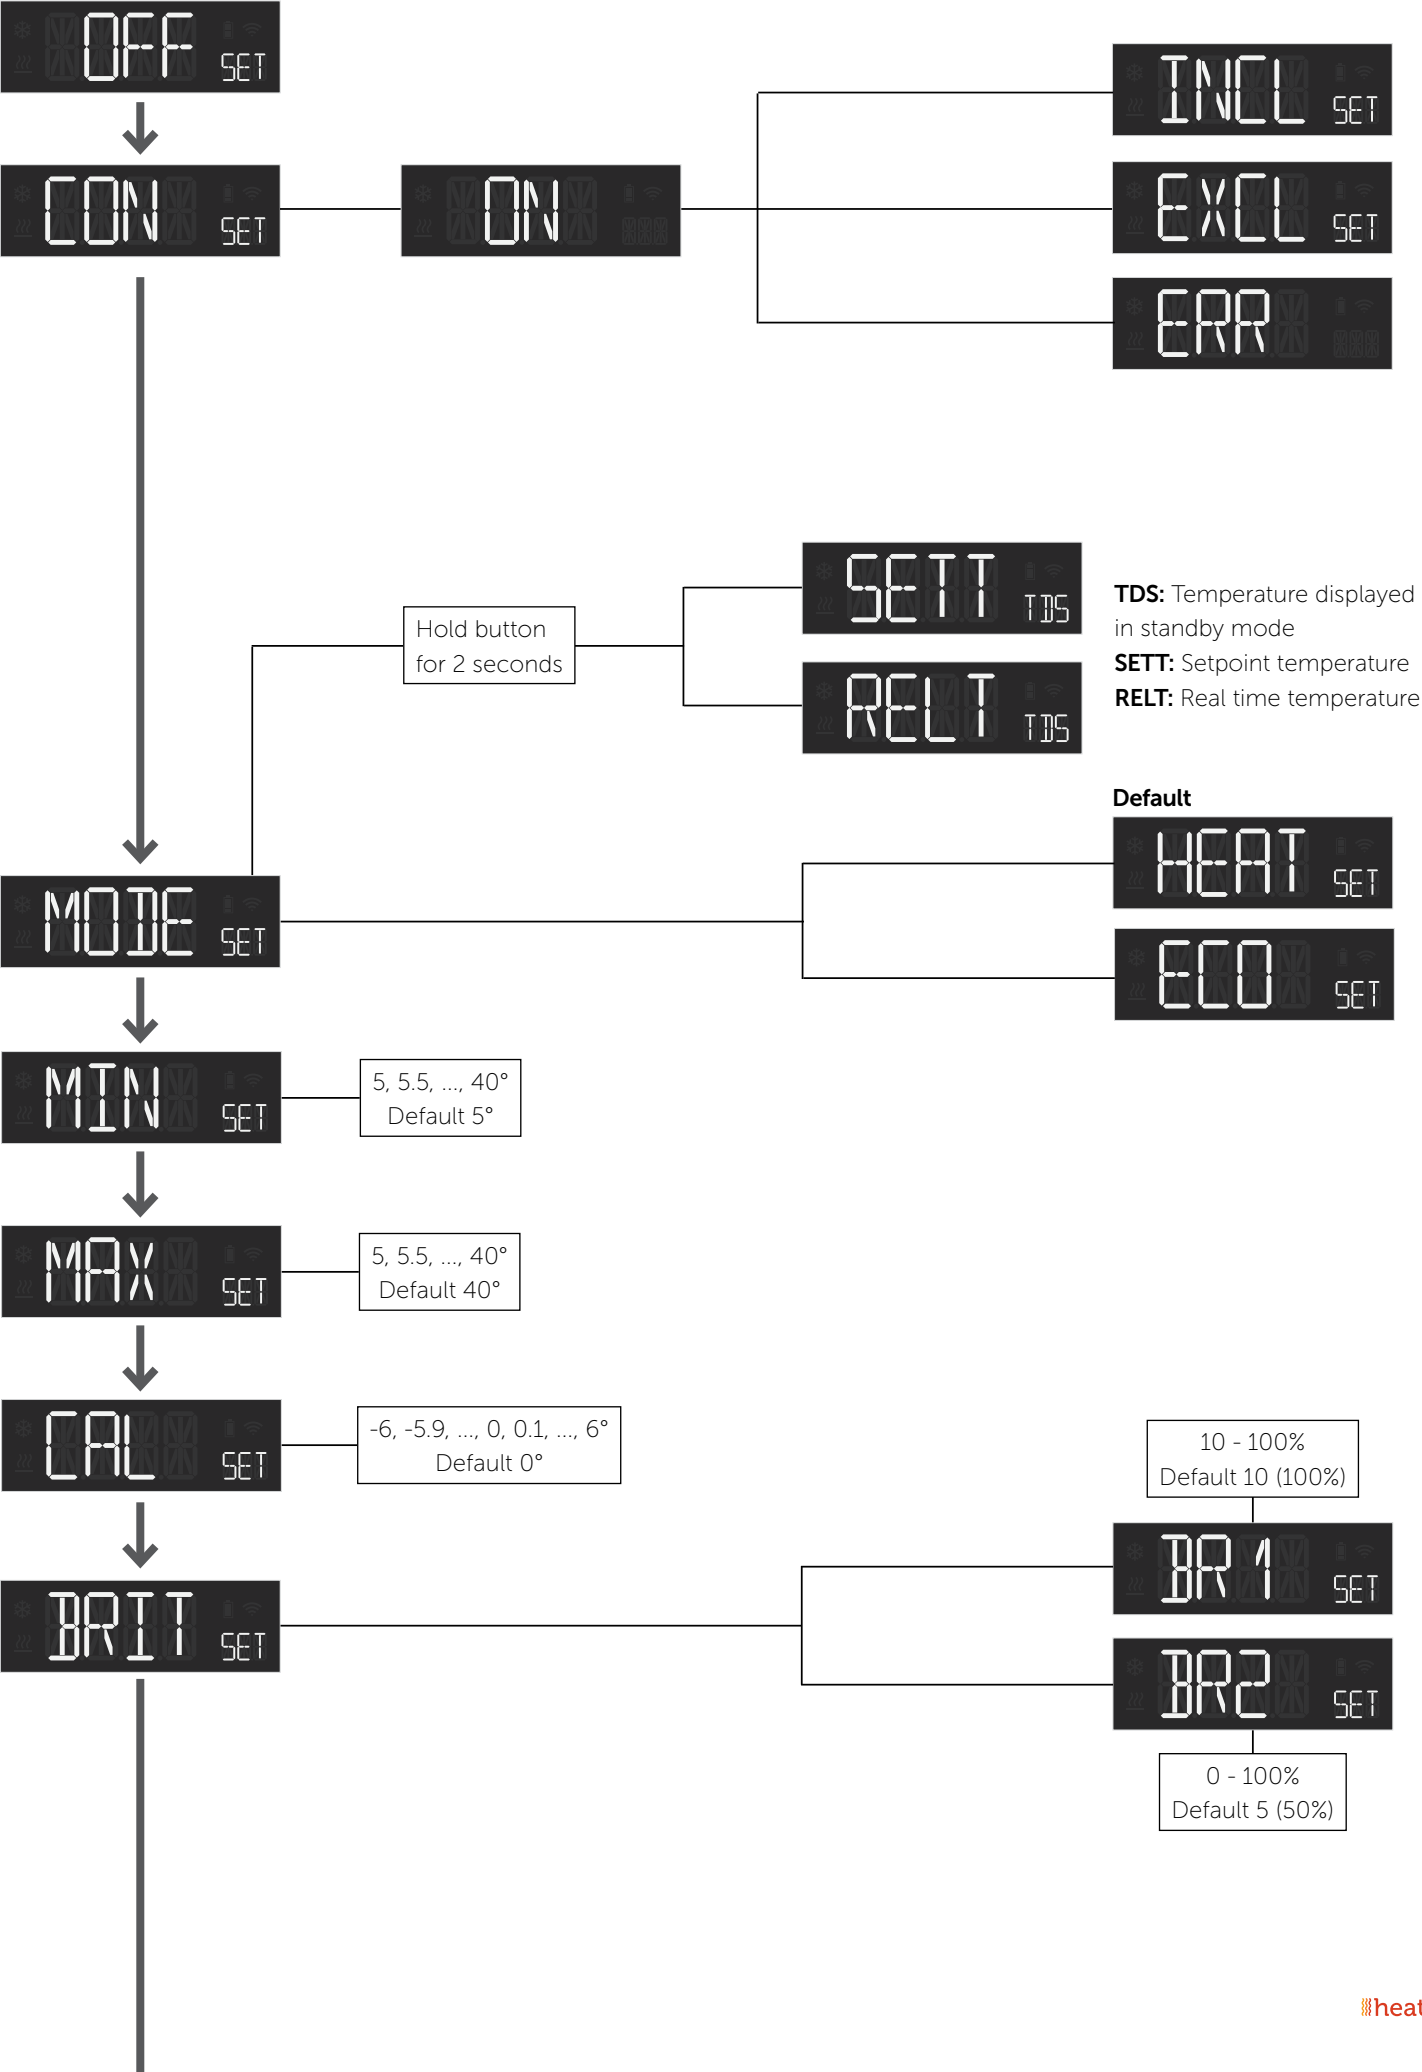 OFF
SET
INCL
SET
CON
SET
ON
EXCL
SET
ERR
SETT
TDS
Hold button
for 2 seconds
TDS: Temperature displayed
in standby mode
SETT: Setpoint temperature
RELT: Real time temperature
RELT
TDS
Default
HEAT
SET
MODE
SET
ECO
SET
MIN
SET
5, 5.5, ..., 40°
Default 5°
MAX
SET
5, 5.5, ..., 40°
Default 40°
CAL
SET
-6, -5.9, ..., 0, 0.1, ..., 6°
Default 0°
10 - 100%
Default 10 (100%)
BR1
SET
BRIT
SET
BR2
SET
0 - 100%
Default 5 (50%)
heat